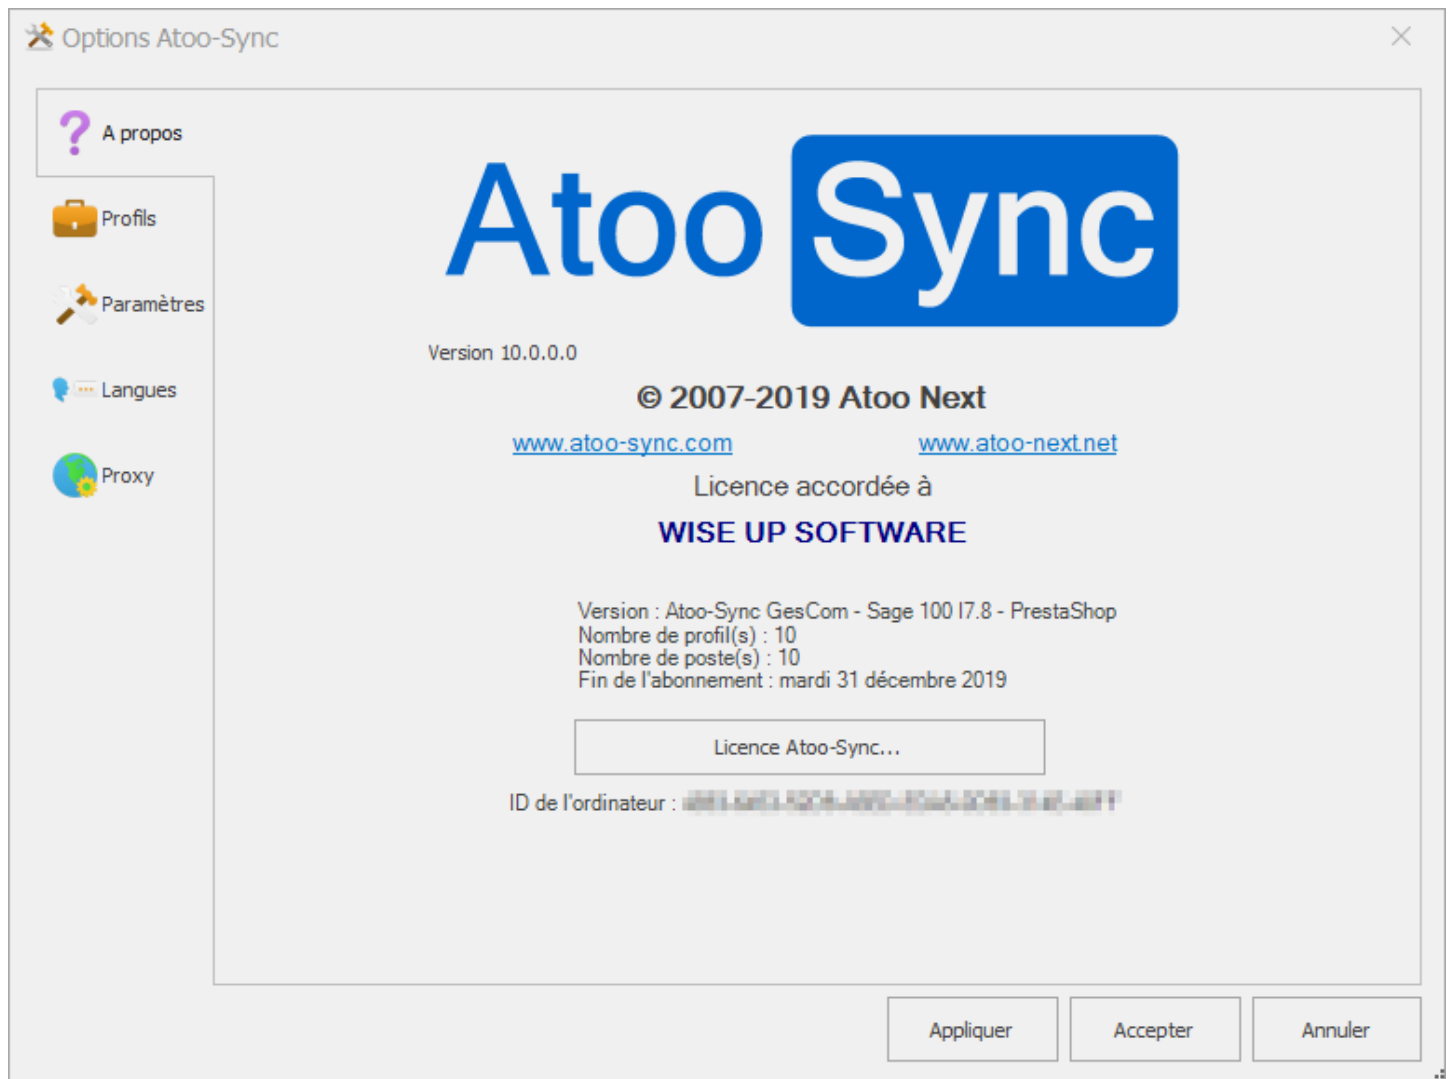 Options Atoo-Sync
A propos
Profils
Paramètres
Langues
Proxy
Atoo Sync
Version 10.0.0.0
© 2007-2019 Atoo Next
www.atoo-sync.com www.atoo-next.net
Licence accordée à
WISE UP SOFTWARE
Version : Atoo-Sync GesCom - Sage 100 I7.8 - PrestaShop
Nombre de profil(s) : 10
Nombre de poste(s) : 10
Fin de l'abonnement : mardi 31 décembre 2019
Licence Atoo-Sync...
ID de l'ordinateur :
Appliquer Accepter Annuler